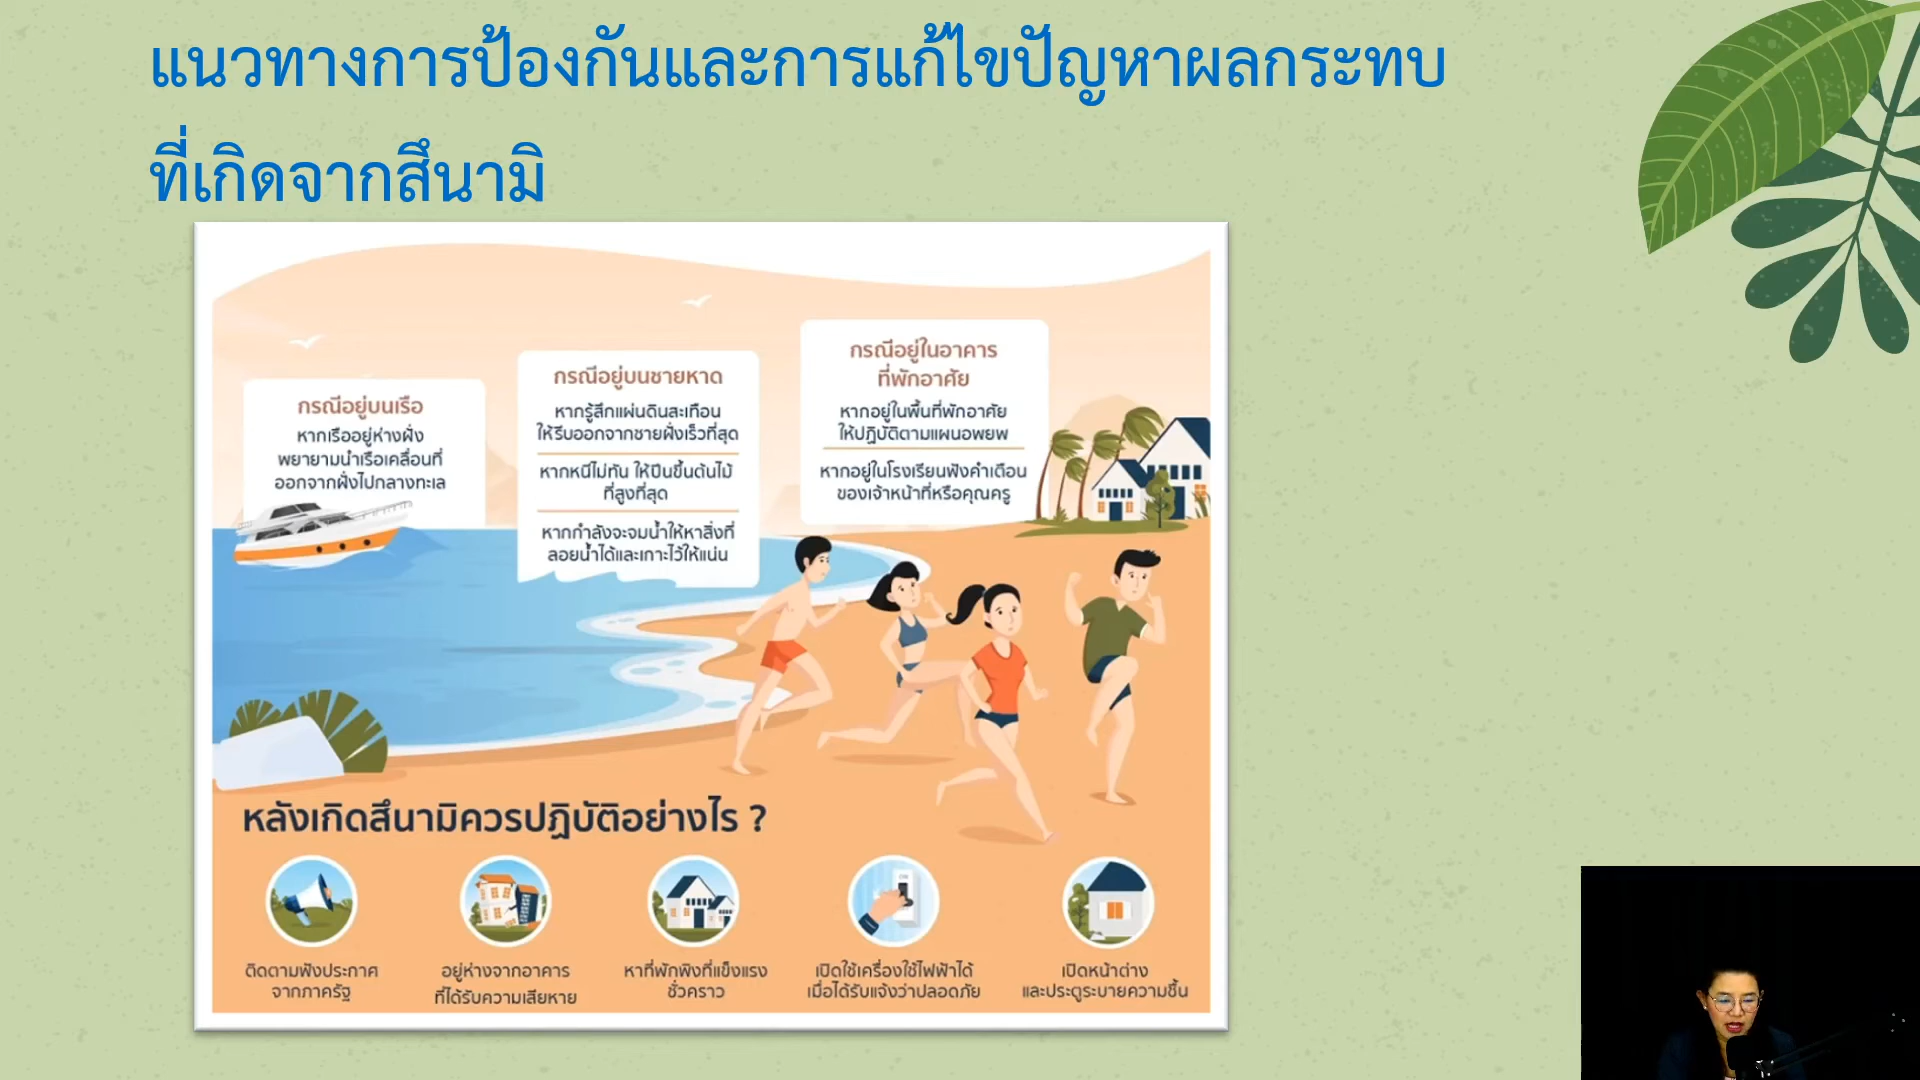 แนวทางการป้องกันและการแก้ไขปัญหาผลกระทบ
ที่เกิดจากสึนามิ
กรณีอยู่บนเรือ
หากเรืออยู่ห่างฝั่ง
พยายามนำเรือเคลื่อนที่
ออกจากฝั่งไปกลางทะเล
กรณีอยู่บนชายหาด
หากรู้สึกแผ่นดินสะเทือน
ให้รีบออกจากชายฝั่งเร็วที่สุด
หากหนีไม่ทัน ให้ปีนขึ้นต้นไม้
ที่สูงที่สุด
หากกำลังจะจมน้ำให้หาสิ่งที่
ลอยน้ำได้และเกาะไว้ให้แน่น
กรณีอยู่ในอาคาร
ที่พักอาศัย
หากอยู่ในพื้นที่พักอาศัย
ให้ปฏิบัติตามแผนอพยพ
หากอยู่ในโรงเรียนฟังคำเตือน
ของเจ้าหน้าที่หรือคุณครู
หลังเกิดสึนามิควรปฏิบัติอย่างไร ?
ติดตามฟังประกาศ
จากภาครัฐ
อยู่ห่างจากอาคาร
ที่ได้รับความเสียหาย
หาที่พักพิงที่แข็งแรง
ชั่วคราว
เปิดใช้เครื่องใช้ไฟฟ้าได้
เมื่อได้รับแจ้งว่าปลอดภัย
เปิดหน้าต่าง
และประตูระบายความชื้น